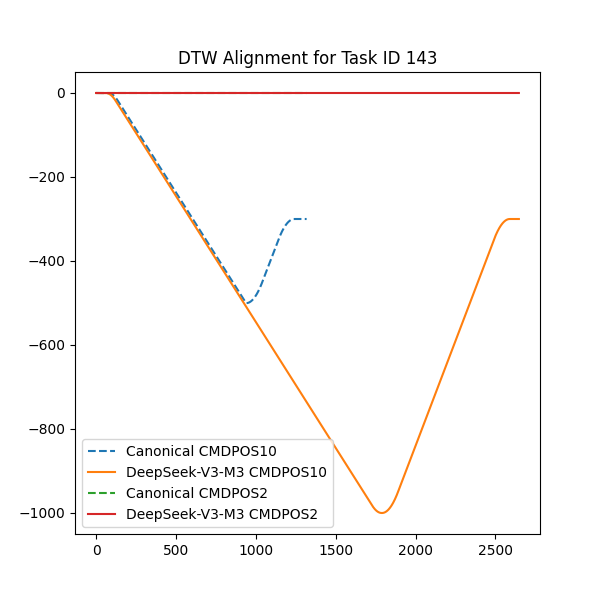 DTW Alignment for Task ID 143
0
−200
−400
−600
−800
−1000
Canonical CMDPOS10
DeepSeek-V3-M3 CMDPOS10
Canonical CMDPOS2
DeepSeek-V3-M3 CMDPOS2
0 500 1000 1500 2000 2500